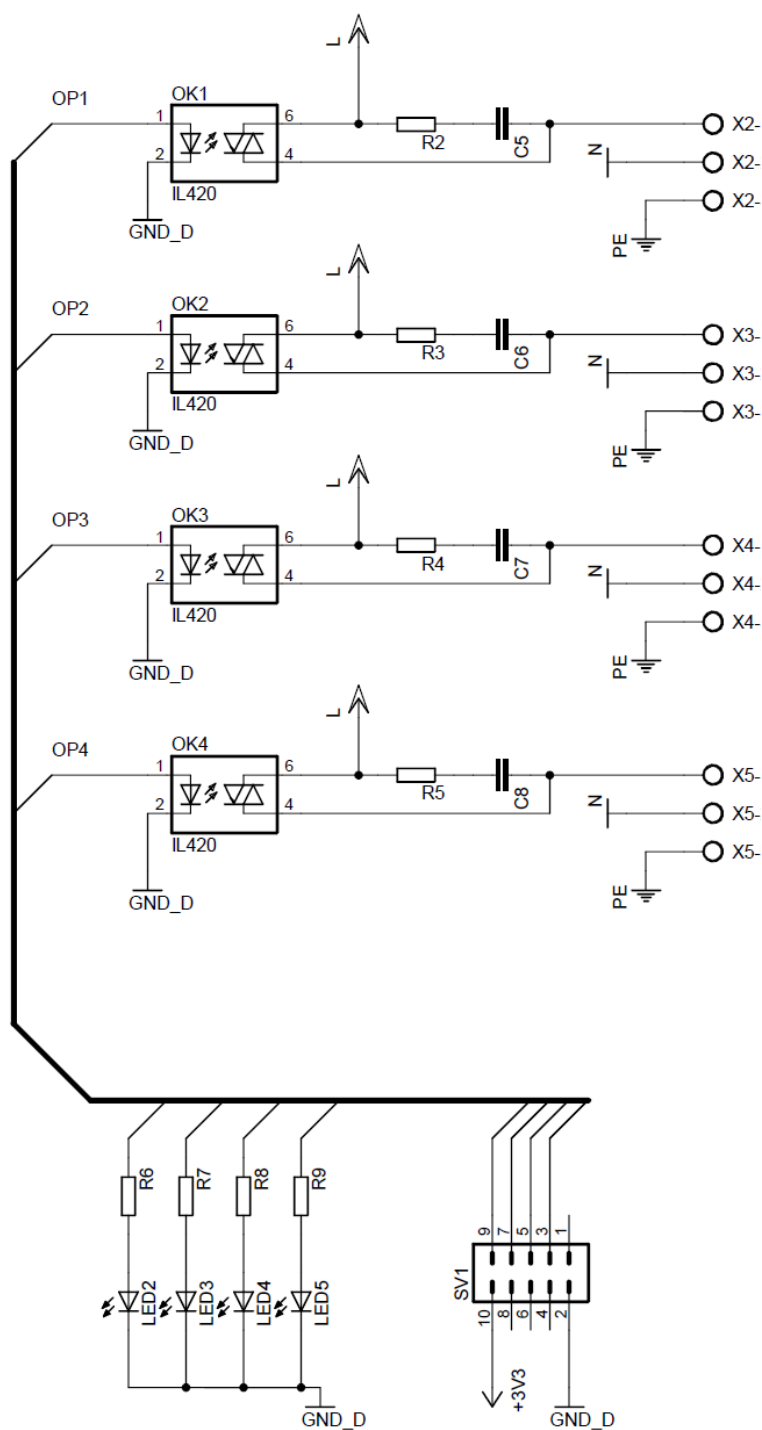 L
OP1
OK1
1
6
R2
C5
X2-
2
4
N
X2-
IL420
X2-
GND_D
PE
L
OP2
OK2
1
6
R3
C6
X3-
2
4
N
X3-
IL420
X3-
GND_D
PE
L
OP3
OK3
1
6
R4
C7
X4-
2
4
N
X4-
IL420
X4-
GND_D
PE
L
OP4
OK4
1
6
R5
C8
X5-
2
4
N
X5-
IL420
X5-
GND_D
PE
R6
R7
R8
R9
9
7
5
3
1
SV1
LED2
LED3
LED4
LED5
10
8
6
4
2
+3V3
GND_D
GND_D